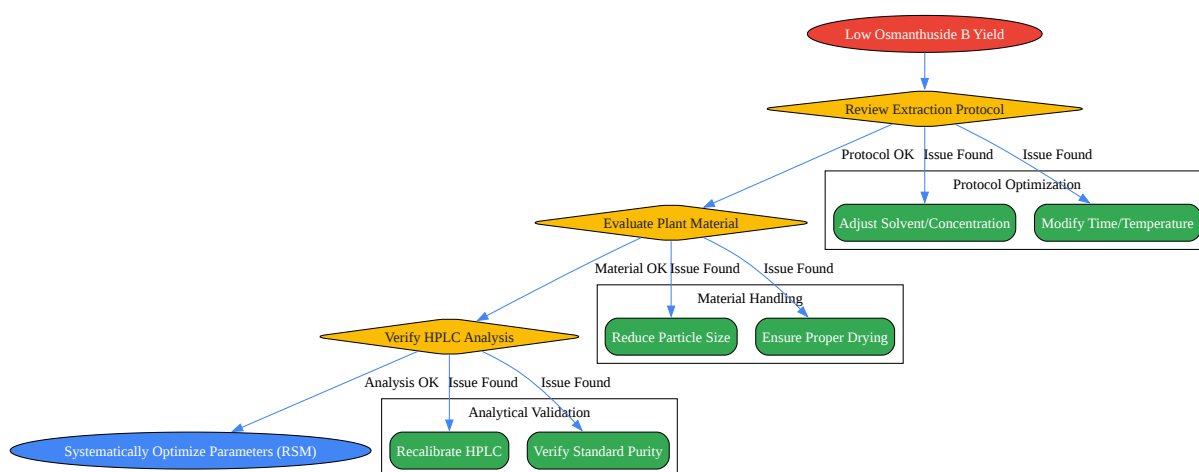 Low Osmanthuside B Yield
Review Extraction Protocol
Protocol OK
Issue Found
Issue Found
Protocol Optimization
Adjust Solvent/Concentration
Modify Time/Temperature
Evaluate Plant Material
Material OK
Issue Found
Issue Found
Material Handling
Reduce Particle Size
Ensure Proper Drying
Verify HPLC Analysis
Analysis OK
Issue Found
Issue Found
Analytical Validation
Systematically Optimize Parameters (RSM)
Recalibrate HPLC
Verify Standard Purity